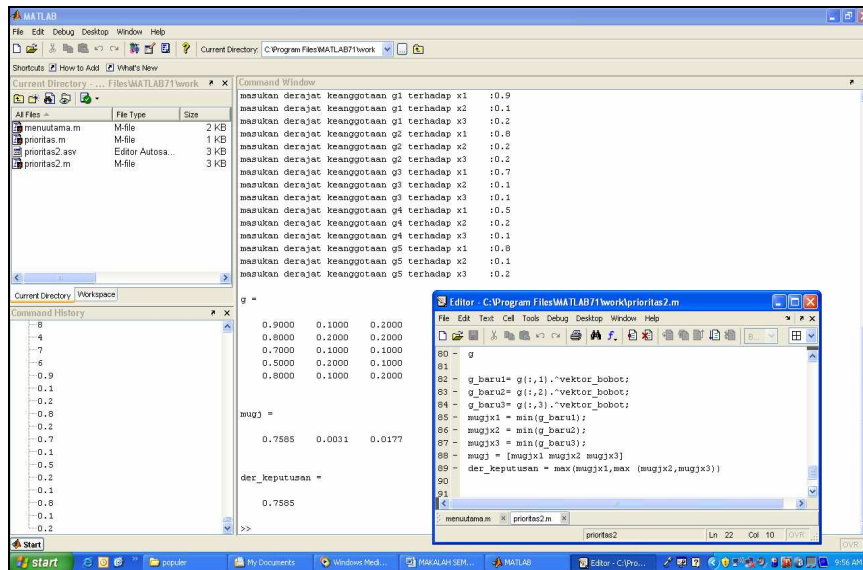 MATLAB
File Edit Debug Desktop Window Help
Current Directory: C:\Program Files\MATLAB71\work
Shortcuts How to Add What's New
Current Directory - ... Files\MATLAB71\work
All Files File Type Size
menuutama.m M-file 2 KB
prioritas.m M-file 1 KB
prioritas2.asv Editor Autosa... 3 KB
prioritas2.m M-file 3 KB
Current Directory Workspace
Command History
8
4
7
6
0.9
0.1
0.2
0.8
0.2
0.7
0.1
0.5
0.2
0.1
0.8
0.1
0.2
Command Window
masukan derajat keanggotaan g1 terhadap x1 :0.9
masukan derajat keanggotaan g1 terhadap x2 :0.1
masukan derajat keanggotaan g1 terhadap x3 :0.2
masukan derajat keanggotaan g2 terhadap x1 :0.8
masukan derajat keanggotaan g2 terhadap x2 :0.2
masukan derajat keanggotaan g2 terhadap x3 :0.2
masukan derajat keanggotaan g3 terhadap x1 :0.7
masukan derajat keanggotaan g3 terhadap x2 :0.1
masukan derajat keanggotaan g3 terhadap x3 :0.1
masukan derajat keanggotaan g4 terhadap x1 :0.5
masukan derajat keanggotaan g4 terhadap x2 :0.2
masukan derajat keanggotaan g4 terhadap x3 :0.1
masukan derajat keanggotaan g5 terhadap x1 :0.8
masukan derajat keanggotaan g5 terhadap x2 :0.1
masukan derajat keanggotaan g5 terhadap x3 :0.2
g =
0.9000 0.1000 0.2000
0.8000 0.2000 0.2000
0.7000 0.1000 0.1000
0.5000 0.2000 0.1000
0.8000 0.1000 0.2000
mugj =
0.7585 0.0031 0.0177
der_keputusan =
0.7585
>>
Editor - C:\Program Files\MATLAB71\work\prioritas2.m
File Edit Text Cell Tools Debug Desktop Window Help
80 - g
81
82 - g_baru1= g(:,1).^vektor_bobot;
83 - g_baru2= g(:,2).^vektor_bobot;
84 - g_baru3= g(:,3).^vektor_bobot;
85 - mugjx1 = min(g_baru1);
86 - mugjx2 = min(g_baru2);
87 - mugjx3 = min(g_baru3);
88 - mugj = [mugjx1 mugjx2 mugjx3]
89 - der_keputusan = max(mugjx1,max (mugjx2,mugjx3))
90
91
menuutama.m prioritas2.m
prioritas2 Ln 22 Col 10 OVR
Start OVR
start populer My Documents Windows Medi... MAKALAH SEM... MATLAB Editor - C:\Pro... 9:56 AM